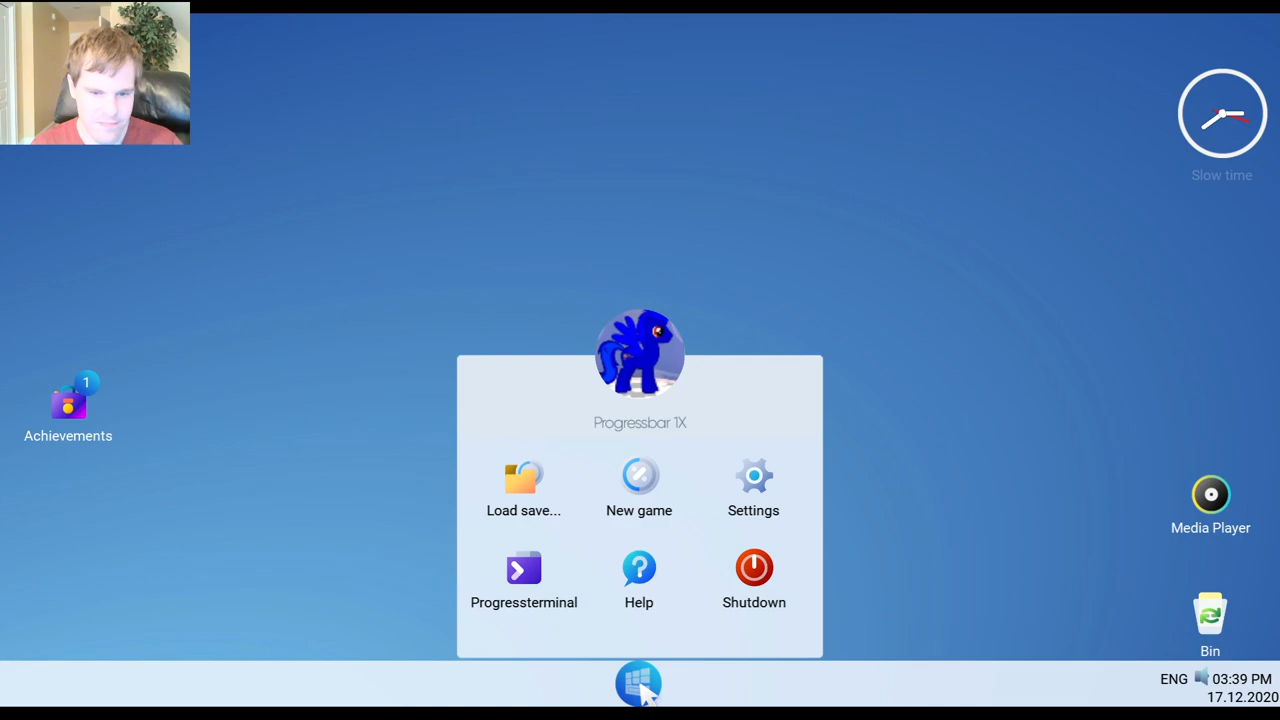 Slow time
1
Achievements
Progressbar 1X
Load save...
New game
Settings
Media Player
Progressterminal
Help
Shutdown
Bin
ENG 03:39 PM
17.12.2020